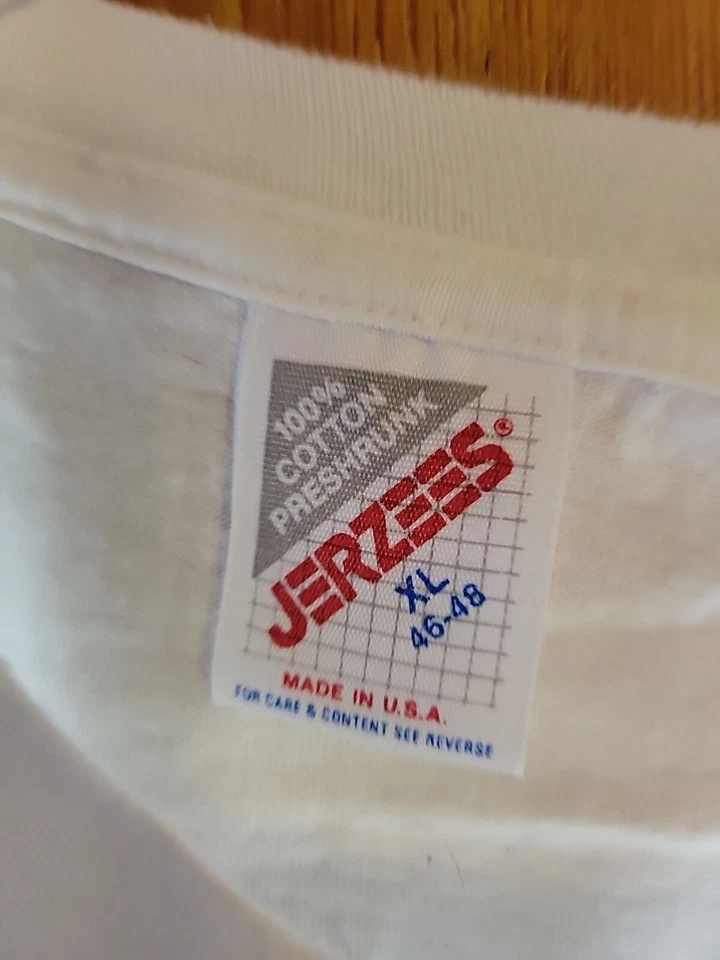 100%
COTTON
PRESHRUNK
JERZEES®
XL
46-48
MADE IN U.S.A.
FOR CARE & CONTENT SEE REVERSE